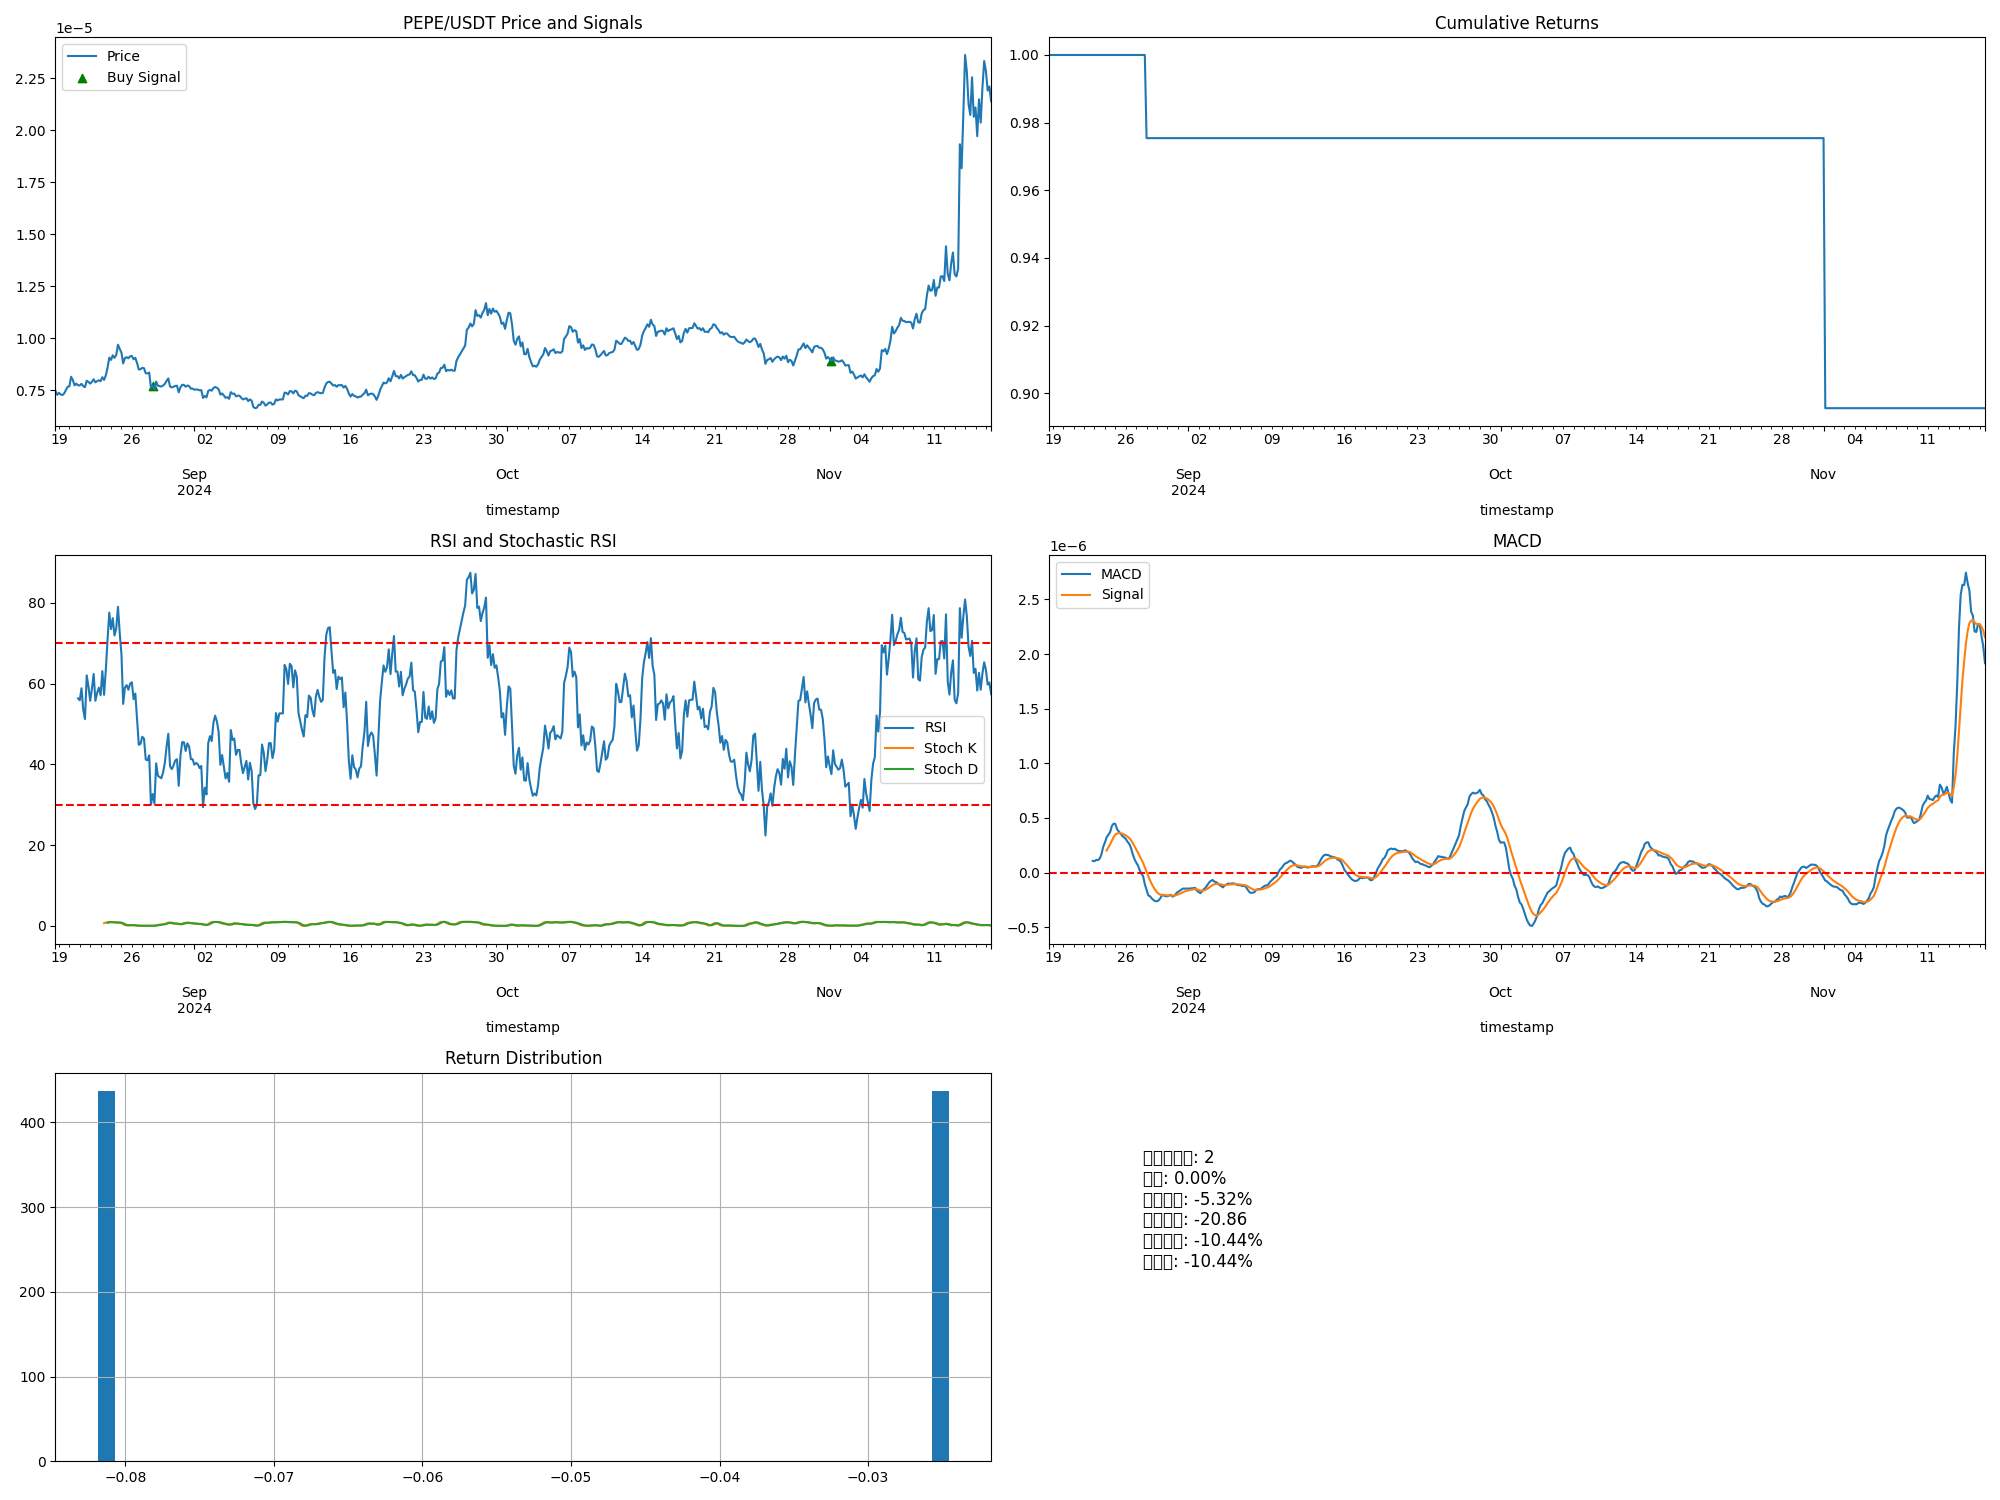 PEPE/USDT Price and Signals
1e−5
Price
Buy Signal
2.25
2.00
1.75
1.50
1.25
1.00
0.75
19 26 02 09 16 23 30 07 14 21 28 04 11
Sep Oct Nov
2024
timestamp
Cumulative Returns
1.00
0.98
0.96
0.94
0.92
0.90
19 26 02 09 16 23 30 07 14 21 28 04 11
Sep Oct Nov
2024
timestamp
RSI and Stochastic RSI
80
60
40
20
0
RSI
Stoch K
Stoch D
19 26 02 09 16 23 30 07 14 21 28 04 11
Sep Oct Nov
2024
timestamp
MACD
1e−6
MACD
Signal
2.5
2.0
1.5
1.0
0.5
0.0
−0.5
19 26 02 09 16 23 30 07 14 21 28 04 11
Sep Oct Nov
2024
timestamp
Return Distribution
400
300
200
100
0
−0.08 −0.07 −0.06 −0.05 −0.04 −0.03
: 2
: 0.00%
: -5.32%
: -20.86
: -10.44%
: -10.44%